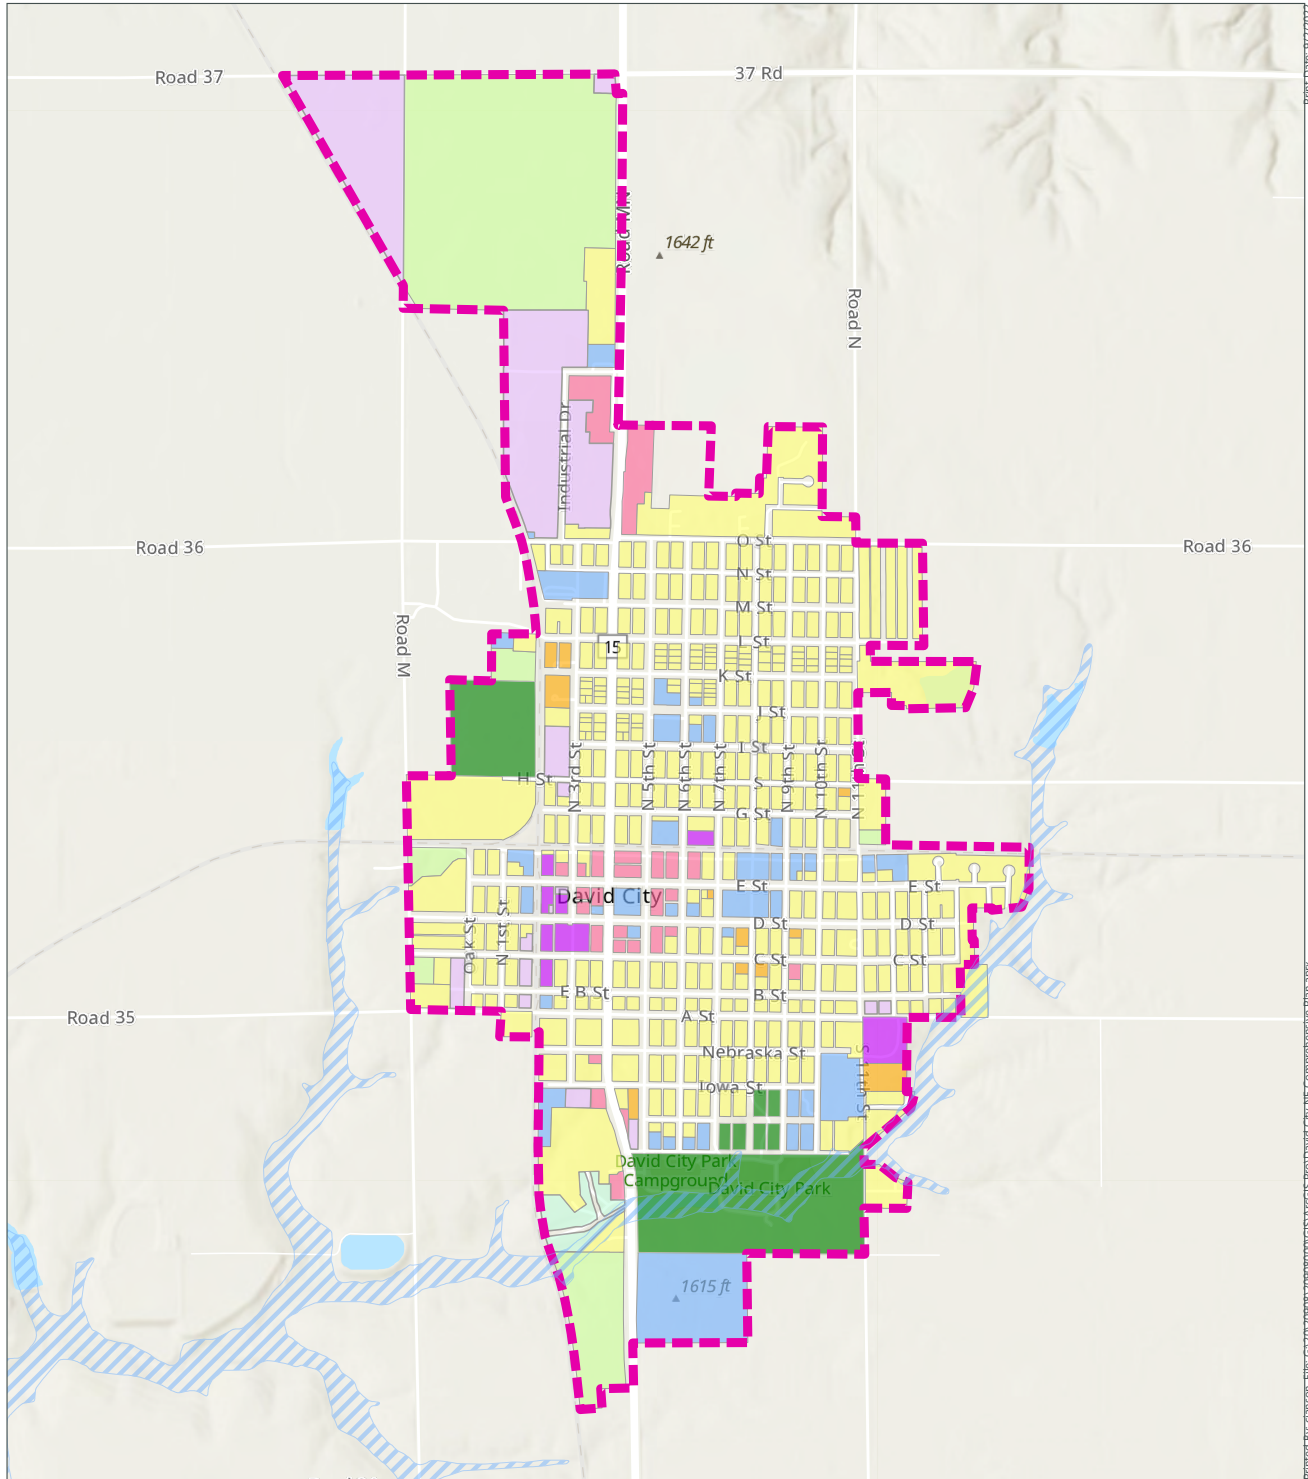 Road 37
37 Rd
Road MN
1642 ft
Road N
Industrial Dr
O St
Road 36
Road 36
N St
M St
Road M
L St
15
K St
J St
I St
H St
N 3rd St
N 5th St
N 6th St
N 7th St
S
N 9th St
N 10th St
N 11th St
G St
E St
E St
David City
D St
D St
Oak St
N 1st St
C St
C St
E B St
B St
Road 35
A St
Nebraska St
S 11th St
Iowa St
David City Park
Campground
David City Park
1615 ft